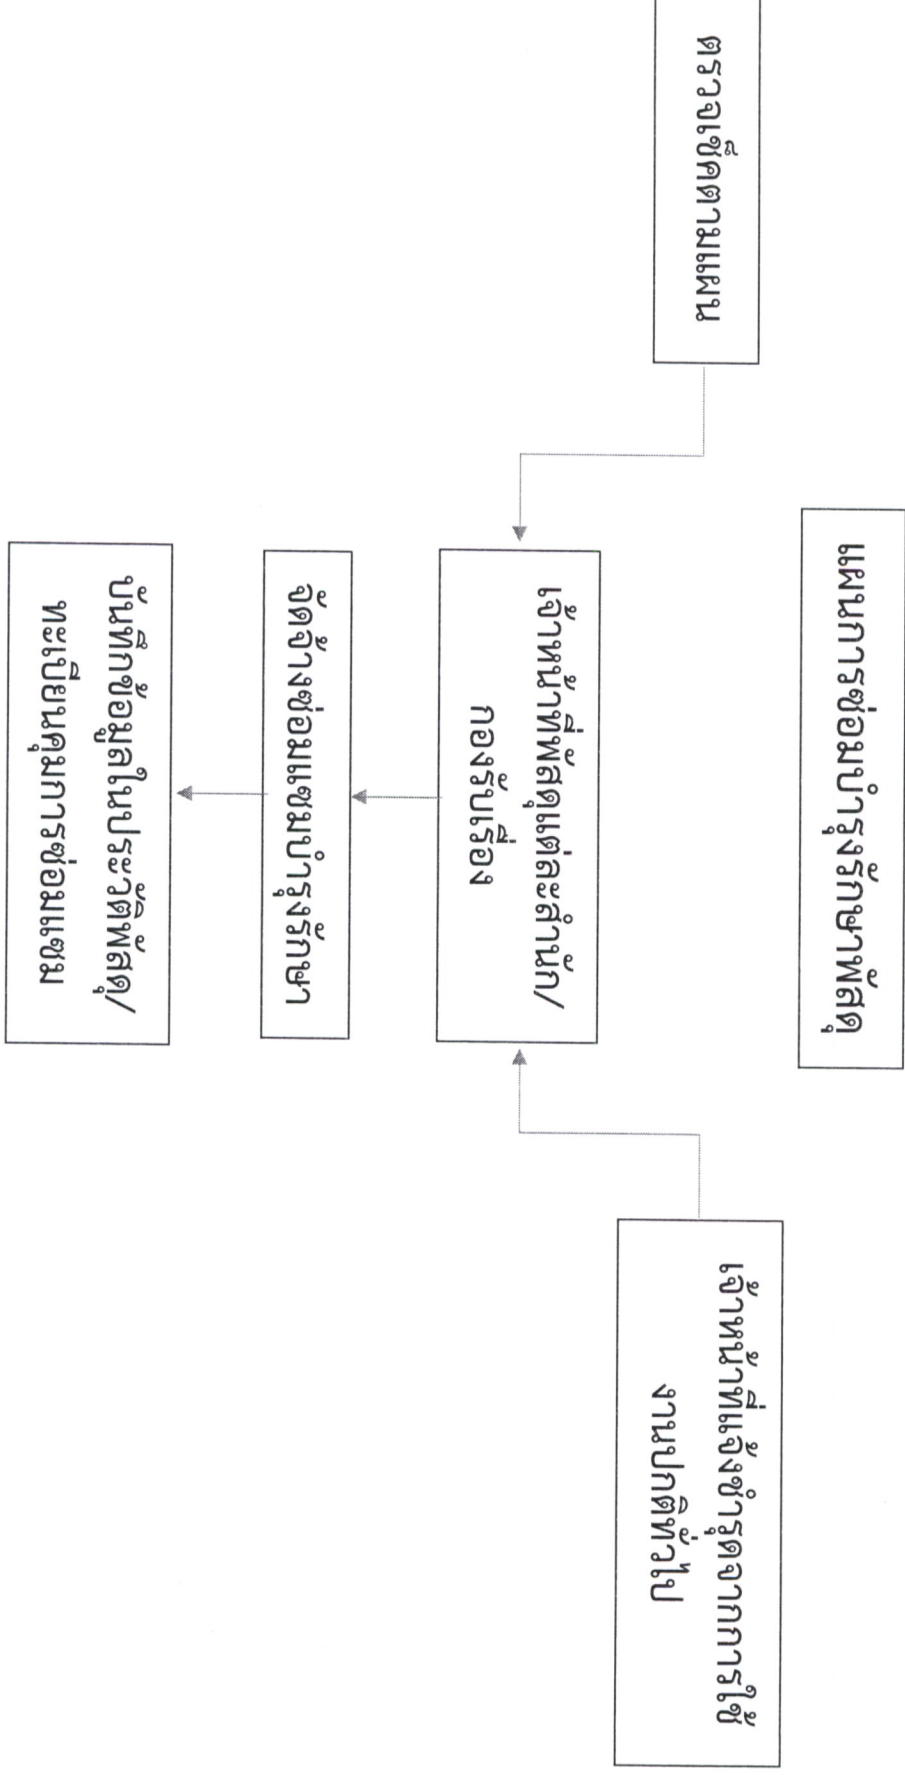 แผนการซ่อมบำรุงรักษาพัสดุ
ตรวจเช็คตามแผน
เจ้าหน้าที่แจ้งชำรุดจากการใช้
งานปกติทั่วไป
เจ้าหน้าที่พัสดุแต่ละสำนัก/
กองรับเรื่อง
จัดจ้างซ่อมแซมบำรุงรักษา
บันทึกข้อมูลในประวัติพัสดุ/
ทะเบียนคุมการซ่อมแซม